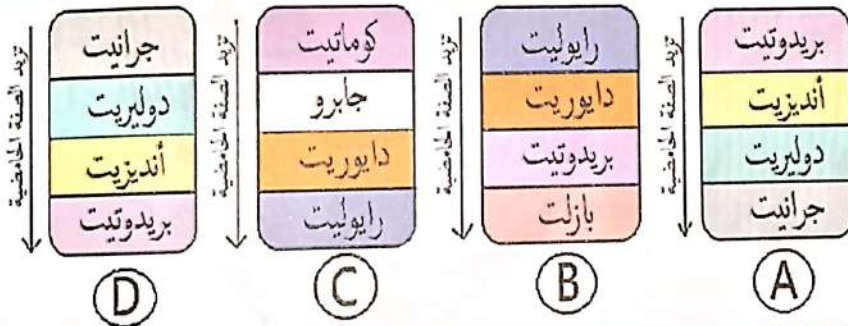 تزيد الصفة الحامضية
بريدوتيت
أنديزيت
دوليريت
جرانيت
A
تزيد الصفة الحامضية
رايوليت
دايوريت
بريدوتيت
بازلت
B
تزيد الصفة الحامضية
كوماتيت
جابرو
دايوريت
رايوليت
C
تزيد الصفة الحامضية
جرانيت
دوليريت
أنديزيت
بريدوتيت
D